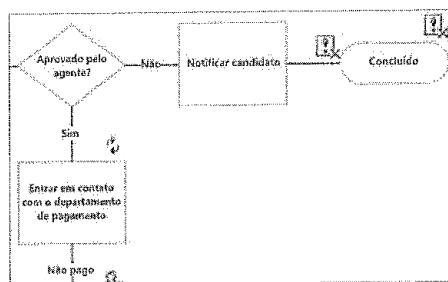 Aprovado pelo
agente?
Não
Notificar candidato
Concluído
Sim
Entrar em contato
com o departamento
de pagamento
Não pago